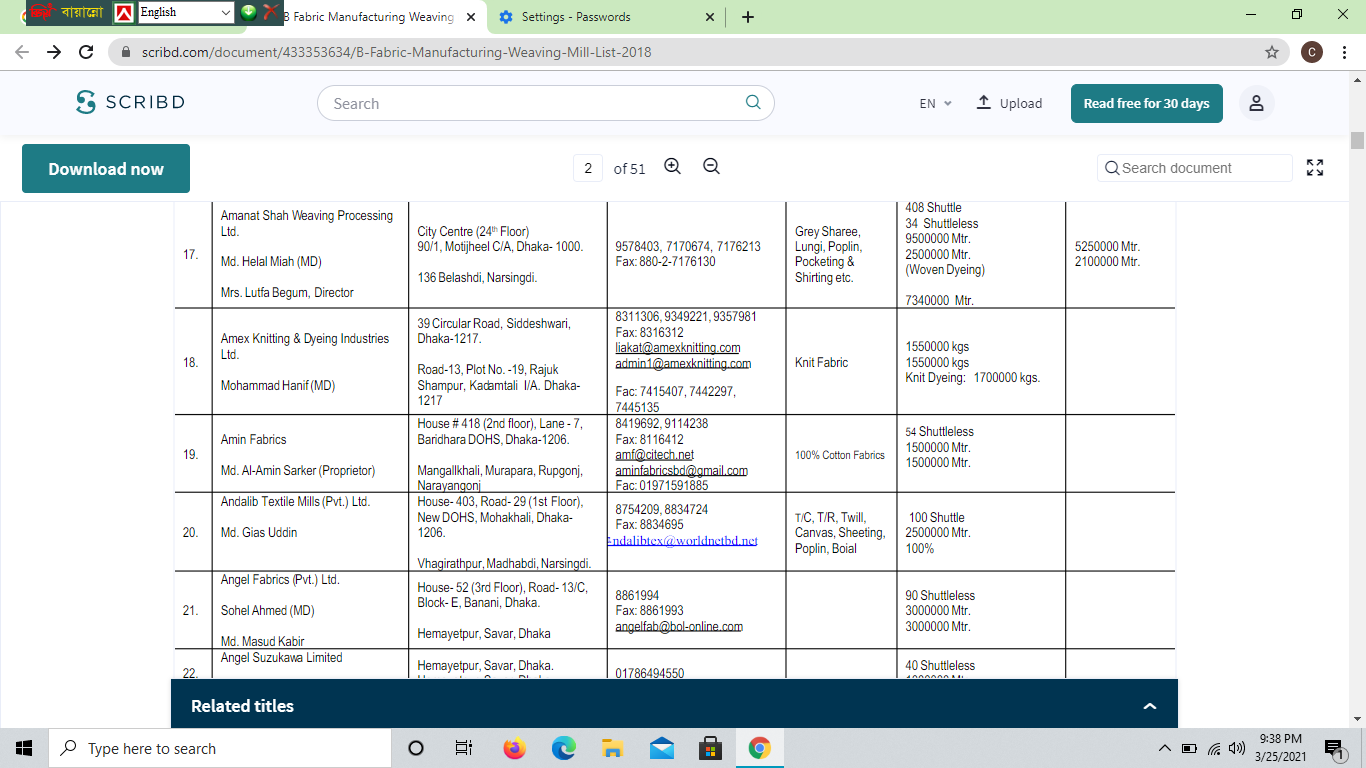 বায়ান্নো
English
B Fabric Manufacturing Weaving
Settings - Passwords
scribd.com/document/433353634/B-Fabric-Manufacturing-Weaving-Mill-List-2018
C
SCRIBD
Search
EN
Upload
Read free for 30 days
Download now
2 of 51
Search document
17.
Amanat Shah Weaving Processing
Ltd.
Md. Helal Miah (MD)
Mrs. Lutfa Begum, Director
City Centre (24th Floor)
90/1, Motijheel C/A, Dhaka- 1000.
136 Belashdi, Narsingdi.
9578403, 7170674, 7176213
Fax: 880-2-7176130
Grey Sharee,
Lungi, Poplin,
Pocketing &
Shirting etc.
408 Shuttle
34 Shuttleless
9500000 Mtr.
2500000 Mtr.
(Woven Dyeing)
7340000 Mtr.
5250000 Mtr.
2100000 Mtr.
18.
Amex Knitting & Dyeing Industries
Ltd.
Mohammad Hanif (MD)
39 Circular Road, Siddeshwari,
Dhaka-1217.
Road-13, Plot No. -19, Rajuk
Shampur, Kadamtali I/A. Dhaka-
1217
8311306, 9349221, 9357981
Fax: 8316312
liakat@amexknitting.com
admin1@amexknitting.com
Fac: 7415407, 7442297,
7445135
Knit Fabric
1550000 kgs
1550000 kgs
Knit Dyeing: 1700000 kgs.
19.
Amin Fabrics
Md. Al-Amin Sarker (Proprietor)
House # 418 (2nd floor), Lane - 7,
Baridhara DOHS, Dhaka-1206.
Mangallkhali, Murapara, Rupgonj,
Narayangonj
8419692, 9114238
Fax: 8116412
amf@citech.net
aminfabricsbd@gmail.com
Fac: 01971591885
100% Cotton Fabrics
54 Shuttleless
1500000 Mtr.
1500000 Mtr.
20.
Andalib Textile Mills (Pvt.) Ltd.
Md. Gias Uddin
House- 403, Road- 29 (1st Floor),
New DOHS, Mohakhali, Dhaka-
1206.
Vhagirathpur, Madhabdi, Narsingdi.
8754209, 8834724
Fax: 8834695
ndalibtex@worldnetbd.net
T/C, T/R, Twill,
Canvas, Sheeting,
Poplin, Boial
100 Shuttle
2500000 Mtr.
100%
21.
Angel Fabrics (Pvt.) Ltd.
Sohel Ahmed (MD)
Md. Masud Kabir
House- 52 (3rd Floor), Road- 13/C,
Block- E, Banani, Dhaka.
Hemayetpur, Savar, Dhaka
8861994
Fax: 8861993
angelfab@bol-online.com
90 Shuttleless
3000000 Mtr.
3000000 Mtr.
22.
Angel Suzukawa Limited
Hemayetpur, Savar, Dhaka.
01786494550
40 Shuttleless
Related titles
Type here to search
9:38 PM
3/25/2021
1